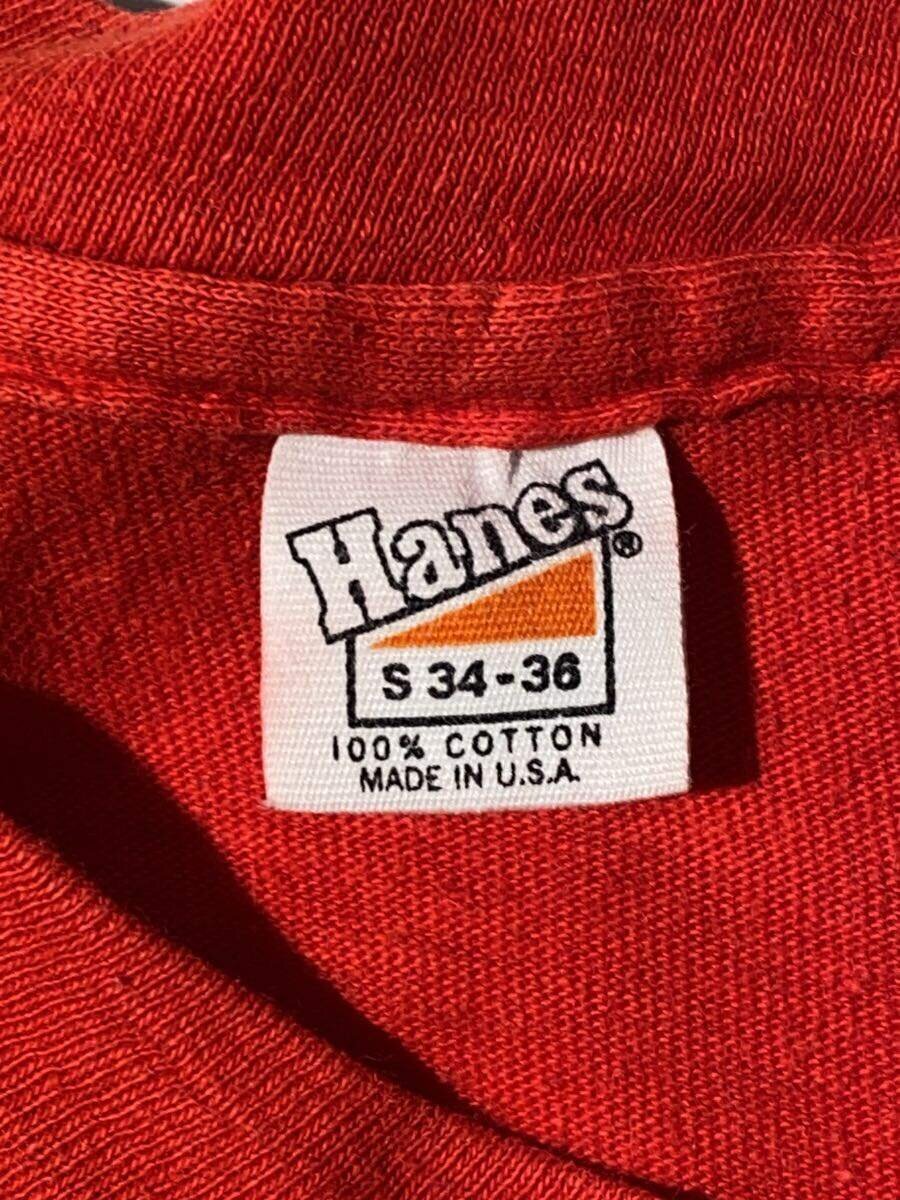 Hanes®
S 34-36
100% COTTON
MADE IN U.S.A.